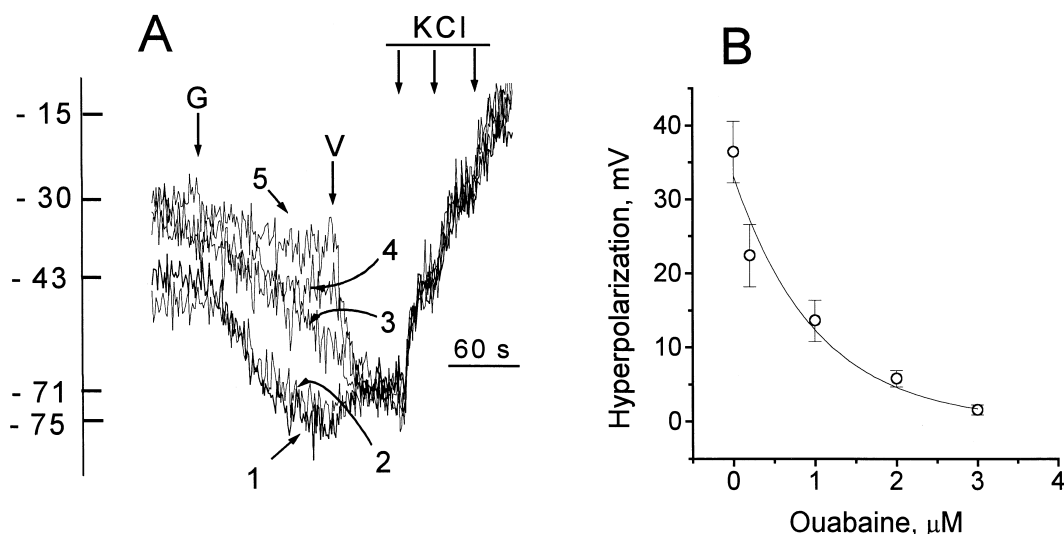 A
KCl
G
V
- 15
- 30
- 43
- 71
- 75
5
4
3
2
1
60 s
B
Hyperpolarization, mV
40
30
20
10
0
0 1 2 3 4
Ouabaine, μM